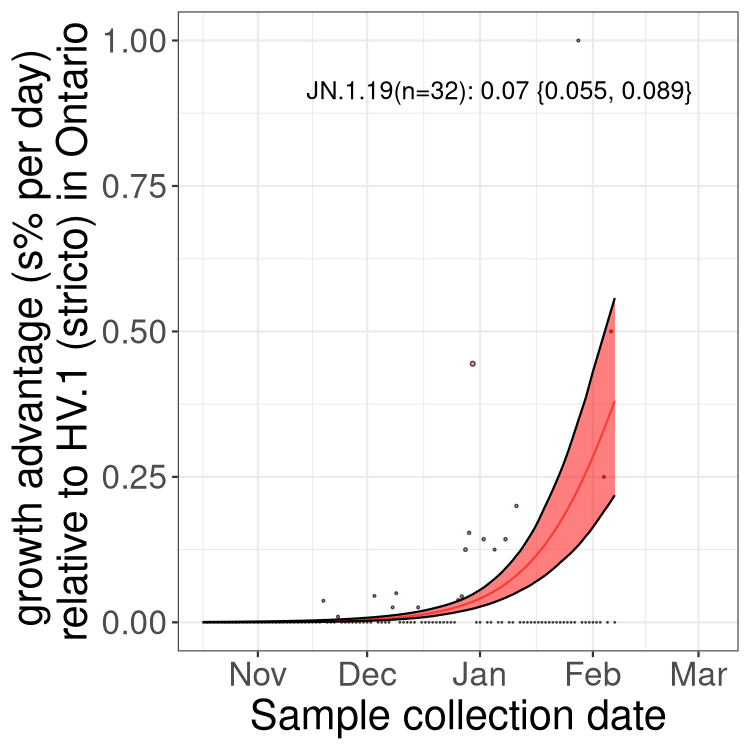 growth advantage (s% per day)
relative to HV.1 (stricto) in Ontario
1.00
0.75
0.50
0.25
0.00
JN.1.19(n=32): 0.07 {0.055, 0.089}
Nov Dec Jan Feb Mar
Sample collection date